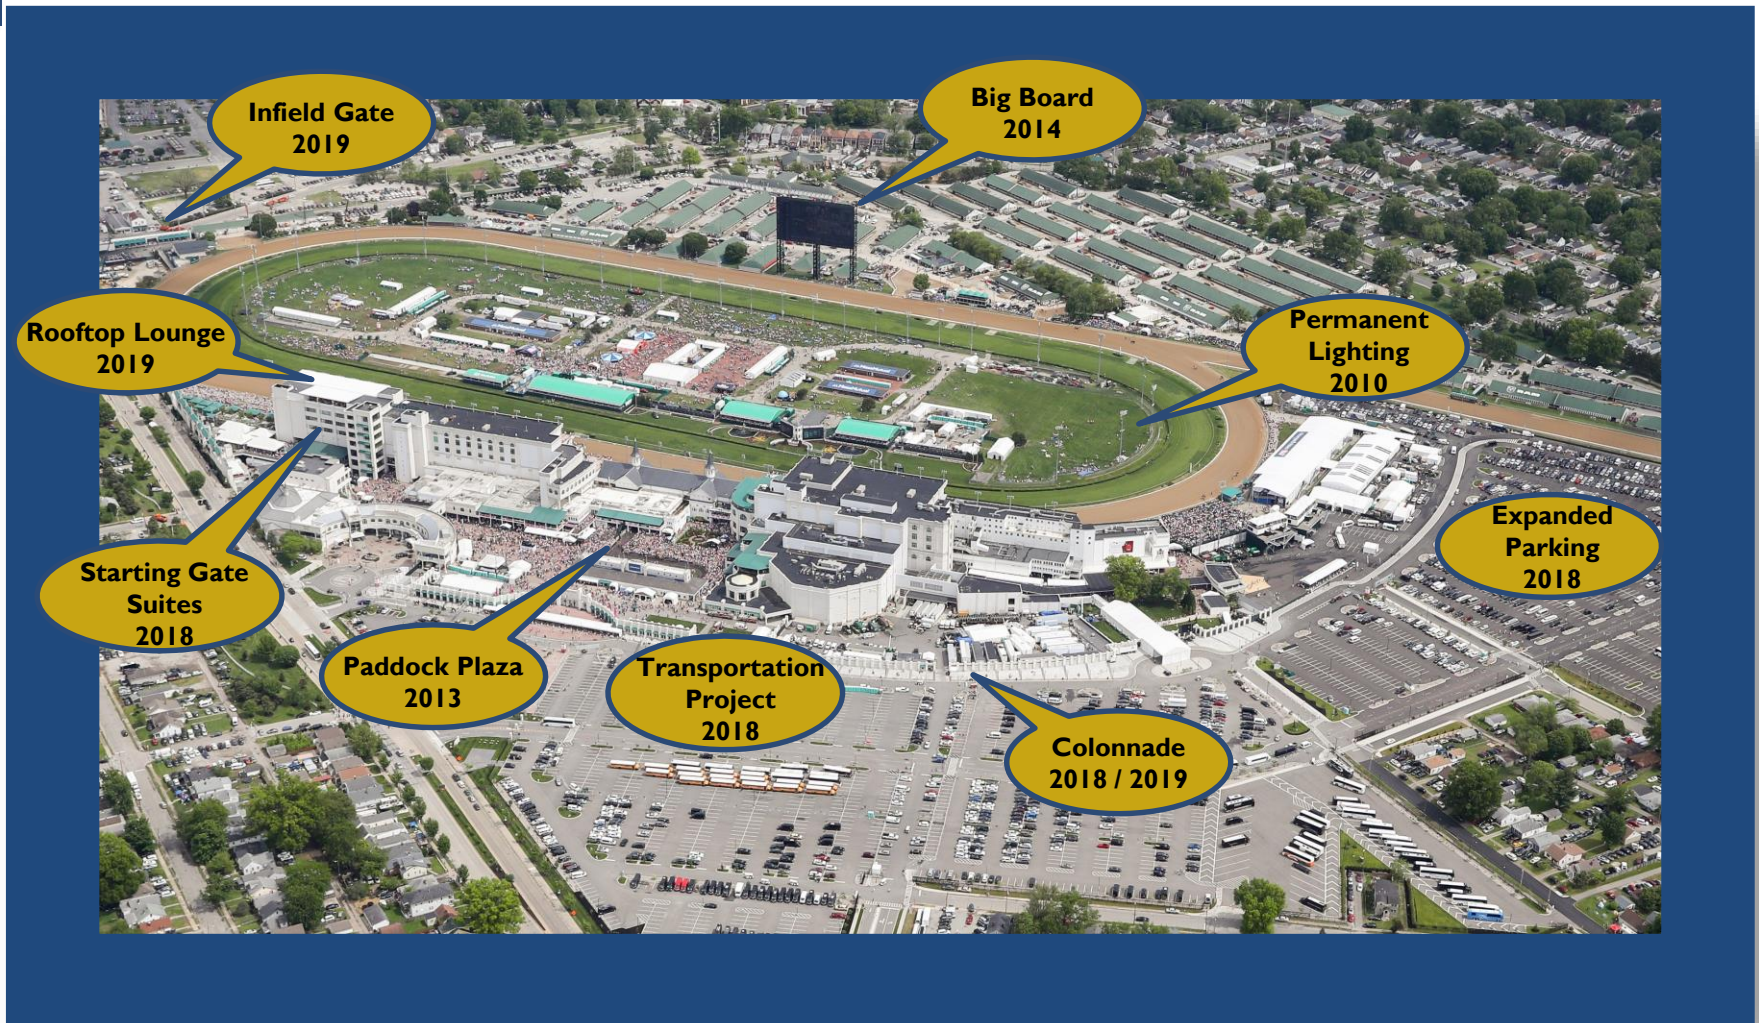 Infield Gate
2019
Big Board
2014
Rooftop Lounge
2019
Permanent
Lighting
2010
Starting Gate
Suites
2018
Expanded
Parking
2018
Paddock Plaza
2013
Transportation
Project
2018
Colonnade
2018 / 2019